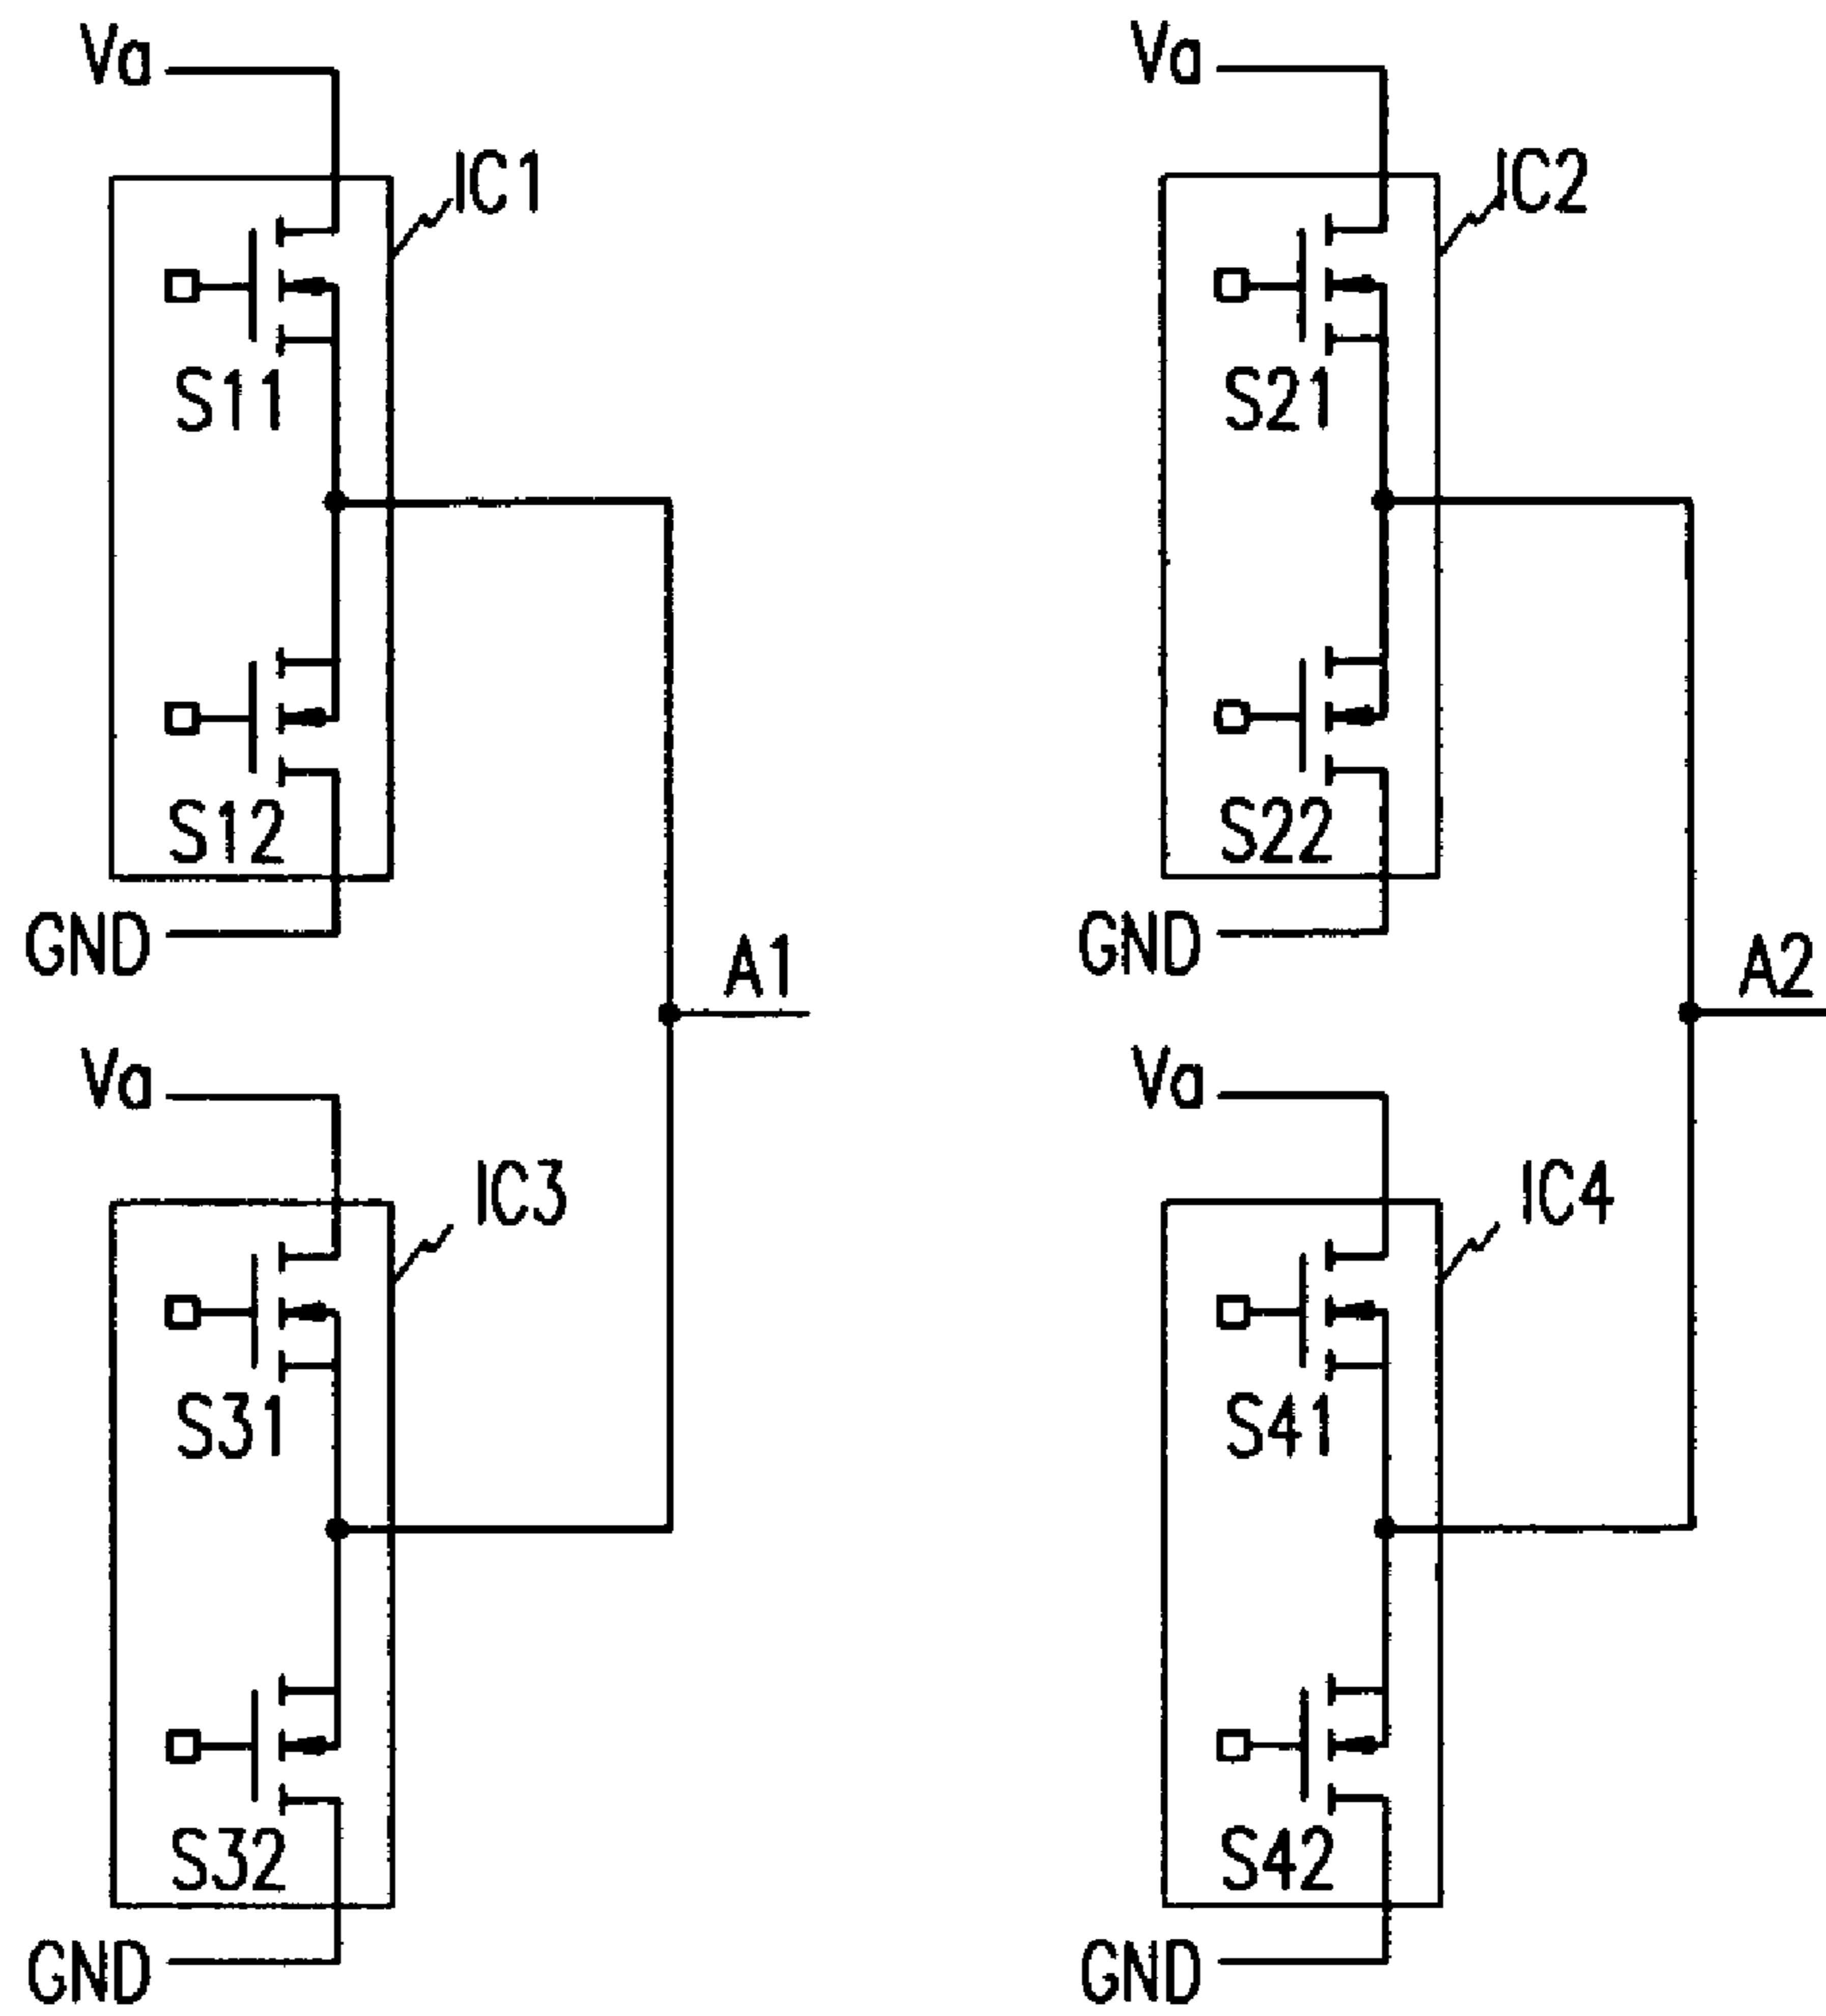 Va
IC1
S11
S12
GND
A1
Va
IC3
S31
S32
GND
Va
IC2
S21
S22
GND
A2
Va
IC4
S41
S42
GND